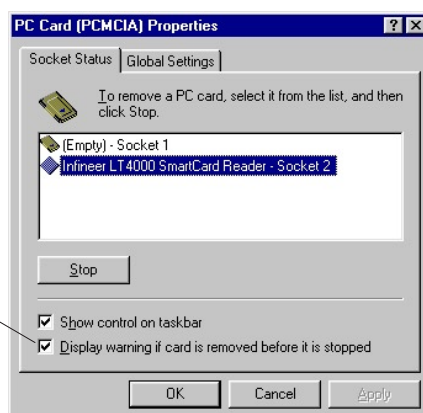 PC Card (PCMCIA) Properties
Socket Status
Global Settings
To remove a PC card, select it from the list, and then
click Stop.
(Empty) - Socket 1
Infineer LT4000 SmartCard Reader - Socket 2
Stop
Show control on taskbar
Display warning if card is removed before it is stopped
OK
Cancel
Apply